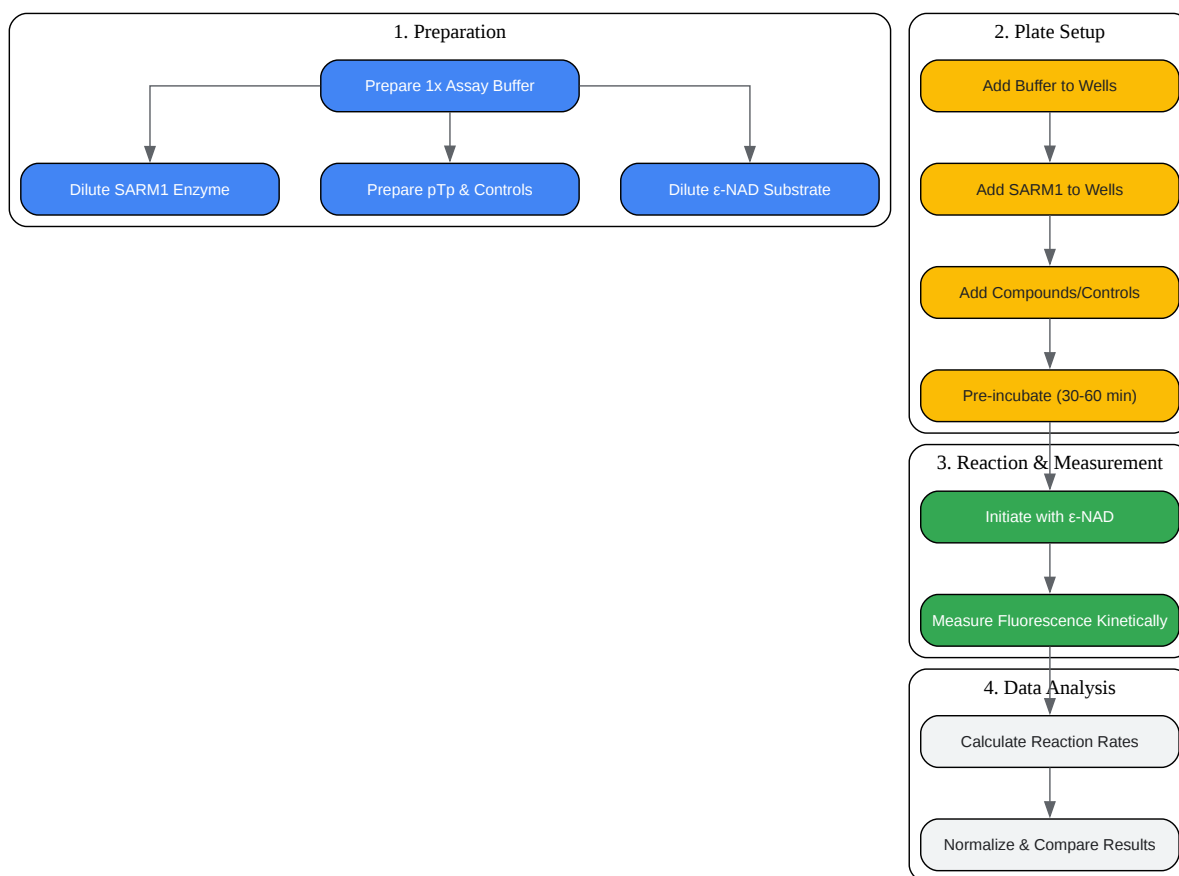 1. Preparation
Prepare 1x Assay Buffer
Dilute SARM1 Enzyme
Prepare pTp & Controls
Dilute ε-NAD Substrate
2. Plate Setup
Add Buffer to Wells
Add SARM1 to Wells
Add Compounds/Controls
Pre-incubate (30-60 min)
3. Reaction & Measurement
Initiate with ε-NAD
Measure Fluorescence Kinetically
4. Data Analysis
Calculate Reaction Rates
Normalize & Compare Results